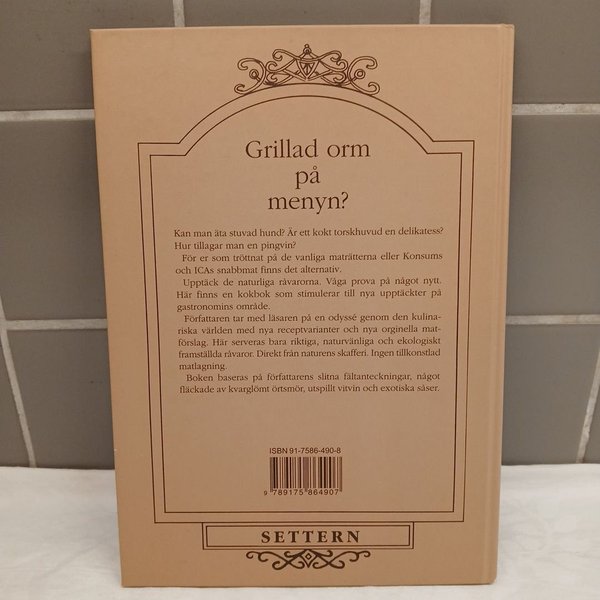 Grillad orm
på
menyn?
Kan man äta stuvad hund? Är ett kokt torskhuvud en delikatess?
Hur tillagar man en pingvin?
För er som tröttnat på de vanliga maträtterna eller Konsums
och ICAs snabbmat finns det alternativ.
Upptäck de naturliga råvarorna. Våga prova på något nytt.
Här finns en kokbok som stimulerar till nya upptäckter på
gastronomins område.
Författaren tar med läsaren på en odyssé genom den kulina-
riska världen med nya receptvarianter och nya orginella mat-
förslag. Här serveras bara riktiga, naturvänliga och ekologiskt
framställda råvaror. Direkt från naturens skafferi. Ingen tillkonstlad
matlagning.
Boken baseras på författarens slitna fältanteckningar, något
fläckade av kvarglömt örtsmör, utspillt vitvin och exotiska såser.
ISBN 91-7586-490-8
9 789175 864907
SETTERN